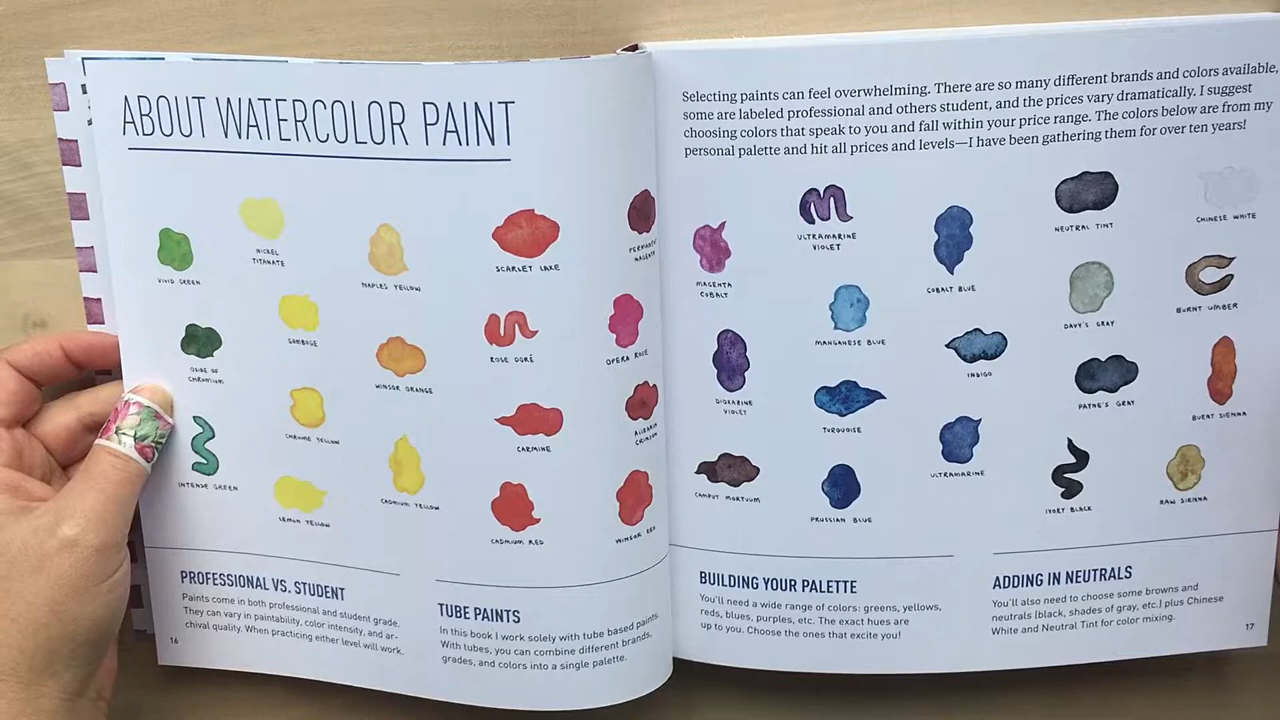 ABOUT WATERCOLOR PAINT
VIVID GREEN
NICKEL
TITANATE
NAPLES YELLOW
SCARLET LAKE
PERMANENT
MAGENTA
OXIDE OF
CHROMIUM
GAMBOGE
WINSOR ORANGE
ROSE DORÉ
OPERA ROSE
INTENSE GREEN
CHROME YELLOW
LEMON YELLOW
CADMIUM YELLOW
CARMINE
ALIZARIN
CRIMSON
CADMIUM RED
WINSOR RED
PROFESSIONAL VS. STUDENT
Paints come in both professional and student grade.
They can vary in paintability, color intensity, and ar-
chival quality. When practicing either level will work.
TUBE PAINTS
In this book I work solely with tube based paints.
With tubes, you can combine different brands,
grades, and colors into a single palette.
16
Selecting paints can feel overwhelming. There are so many different brands and colors available,
some are labeled professional and others student, and the prices vary dramatically. I suggest
choosing colors that speak to you and fall within your price range. The colors below are from my
personal palette and hit all prices and levels—I have been gathering them for over ten years!
MAGENTA
COBALT
ULTRAMARINE
VIOLET
COBALT BLUE
NEUTRAL TINT
CHINESE WHITE
DIOXAZINE
VIOLET
MANGANESE BLUE
INDIGO
DAVY'S GRAY
BURNT UMBER
CAPUT MORTUUM
TURQUOISE
PRUSSIAN BLUE
ULTRAMARINE
PAYNE'S GRAY
BURNT SIENNA
IVORY BLACK
RAW SIENNA
BUILDING YOUR PALETTE
You'll need a wide range of colors: greens, yellows,
reds, blues, purples, etc. The exact hues are
up to you. Choose the ones that excite you!
ADDING IN NEUTRALS
You'll also need to choose some browns and
neutrals (black, shades of gray, etc.) plus Chinese
White and Neutral Tint for color mixing.
17